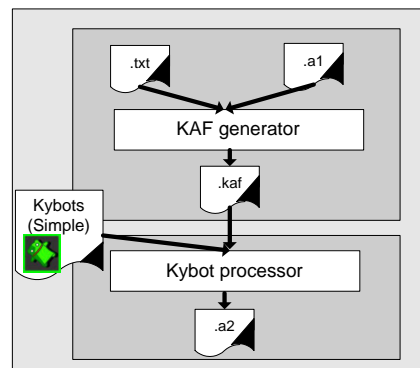 .txt
.a1
KAF generator
.kaf
Kybots
(Simple)
Kybot processor
.a2